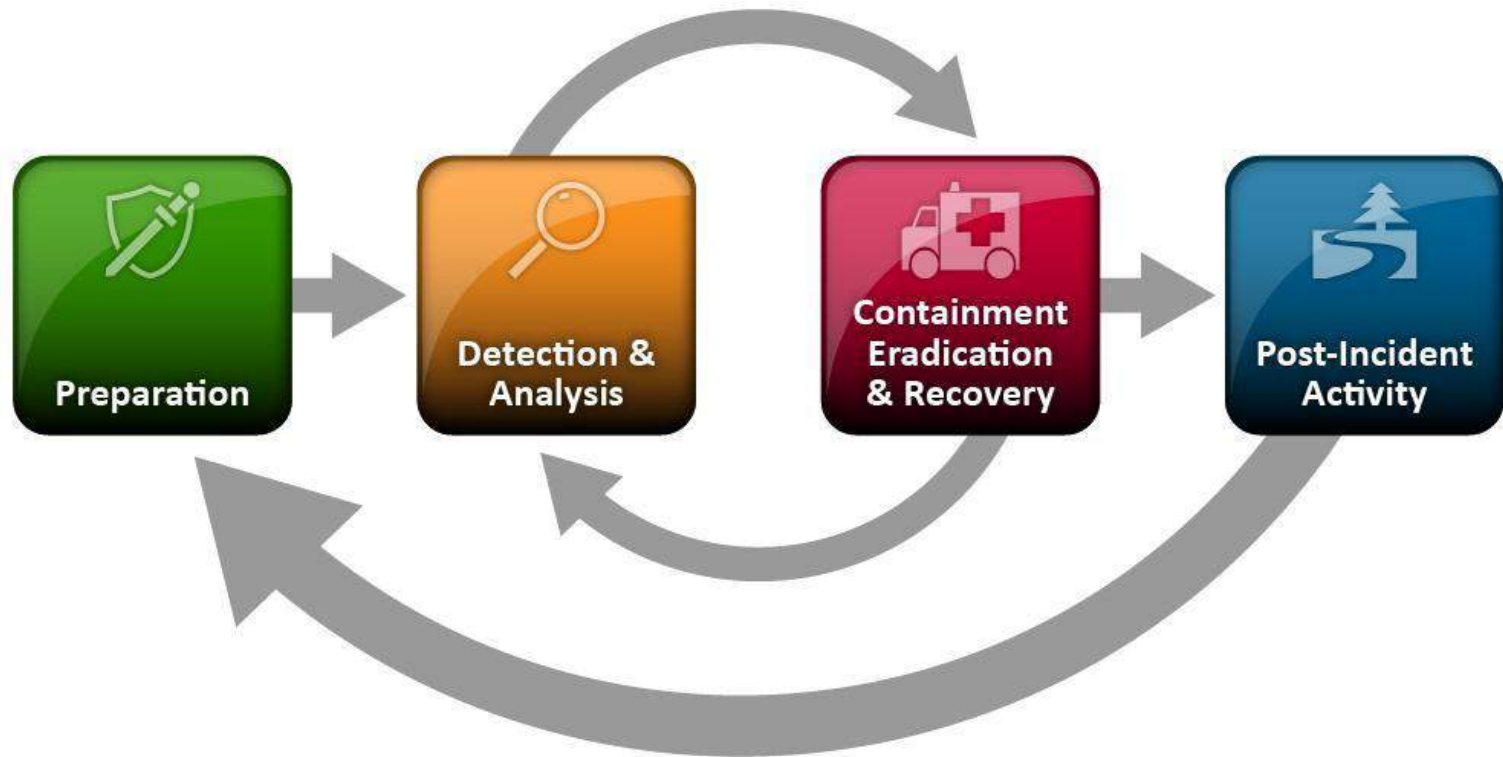 Preparation
Detection &
Analysis
Containment
Eradication
& Recovery
Post-Incident
Activity